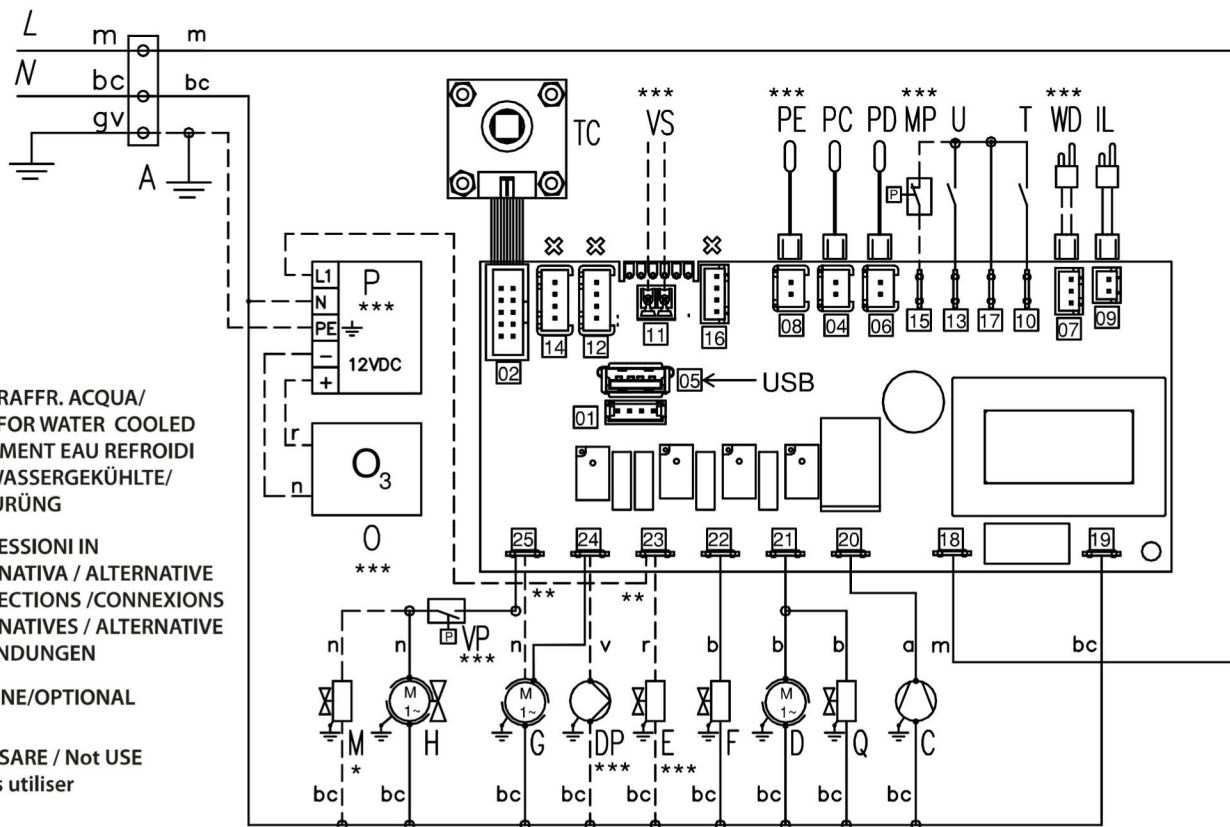 L m m
N bc bc
gv
A
TC
*** VS
*** PE PC PD *** MP U T *** WD IL
P
L1 P
N ***
PE
− 12VDC
+
r
n
O3
O
***
02 14 12 11 16 08 04 06 15 13 17 10 07 09
01 05 USB
25 24 23 22 21 20 18 19
** **
P VP
***
n n n v r b b b a m bc
M 1~ M 1~ M 1~
M H G DP E F D Q C
* *** ***
bc bc bc bc bc bc bc bc bc
RAFFR. ACQUA/
FOR WATER COOLED
MENT EAU REFROIDI
WASSERGEKÜHLTE/
URÜNG
ESSIONI IN
NATIVA / ALTERNATIVE
ECTIONS /CONNEXIONS
NATIVES / ALTERNATIVE
NDUNGEN
NE/OPTIONAL
SARE / Not USE
s utiliser